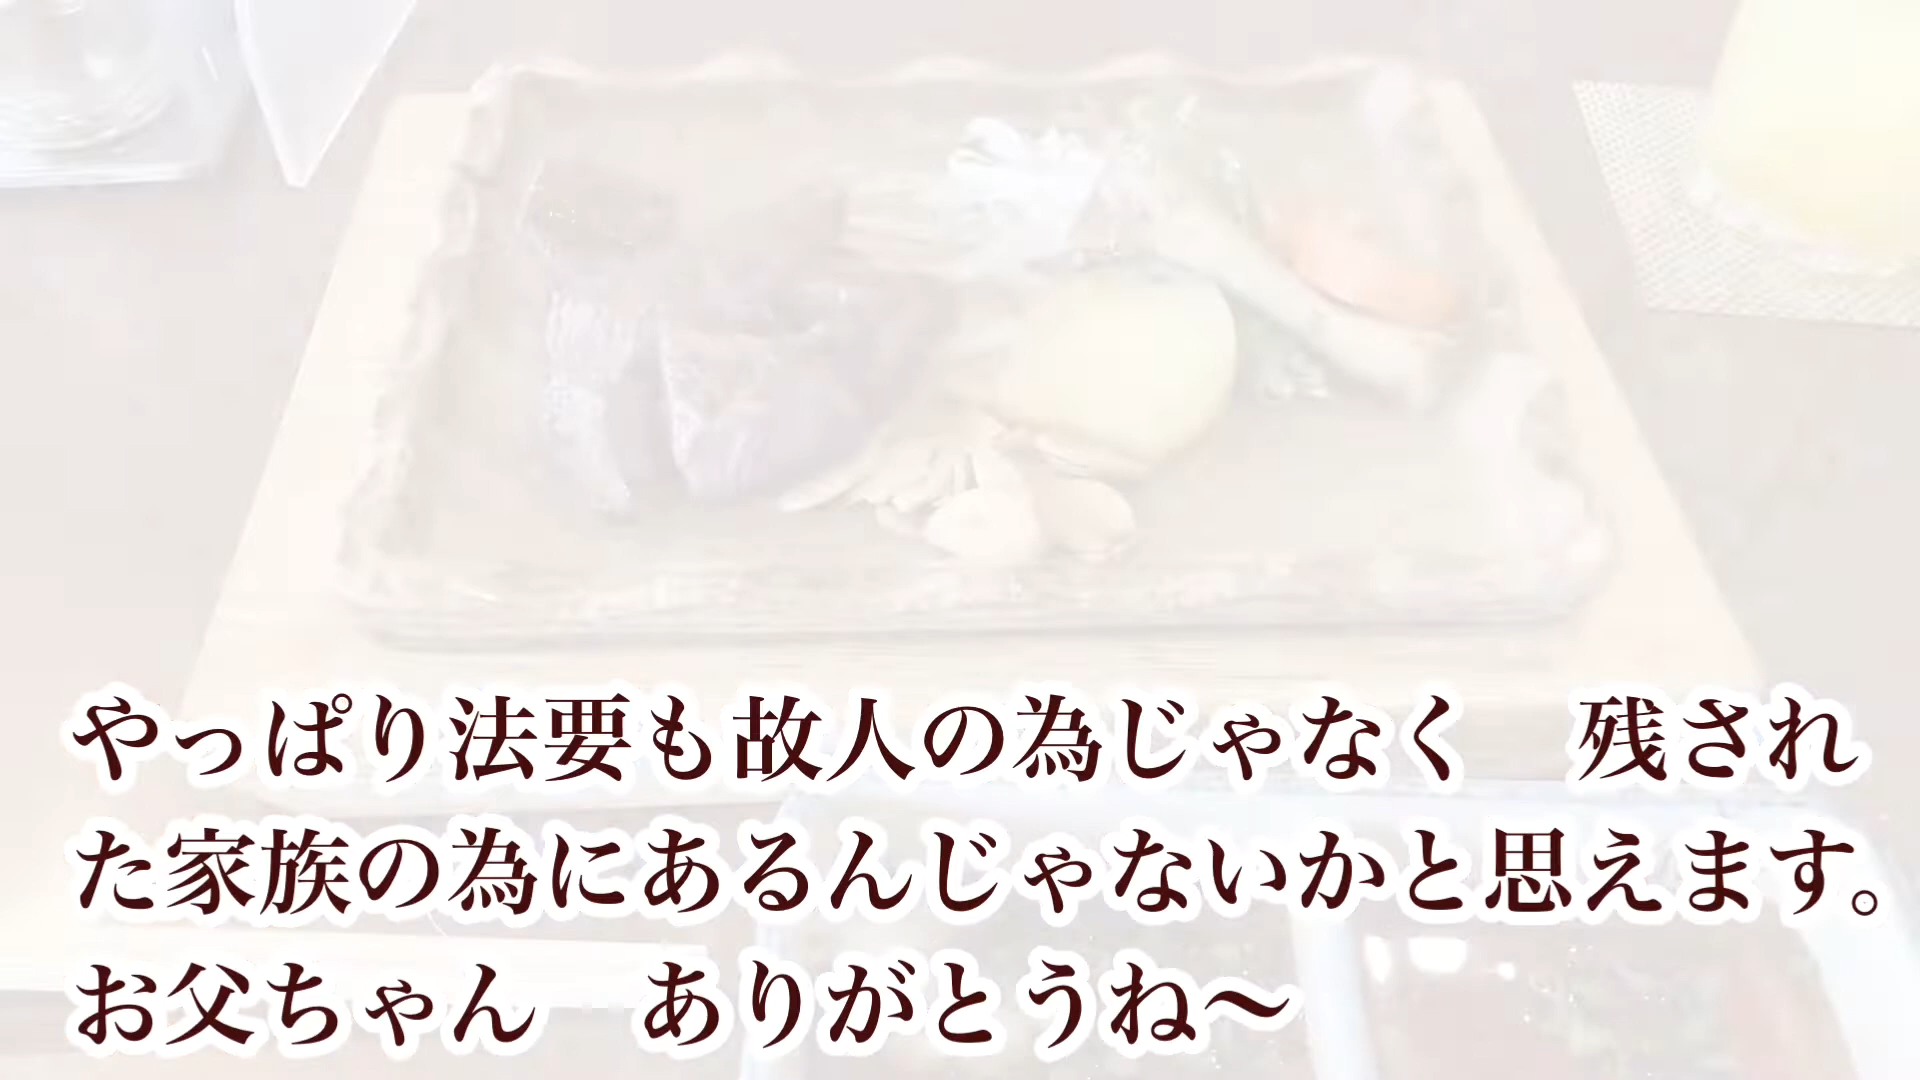 やっぱり法要も故人の為じゃなく　残され
た家族の為にあるんじゃないかと思えます。
お父ちゃん　ありがとうね～